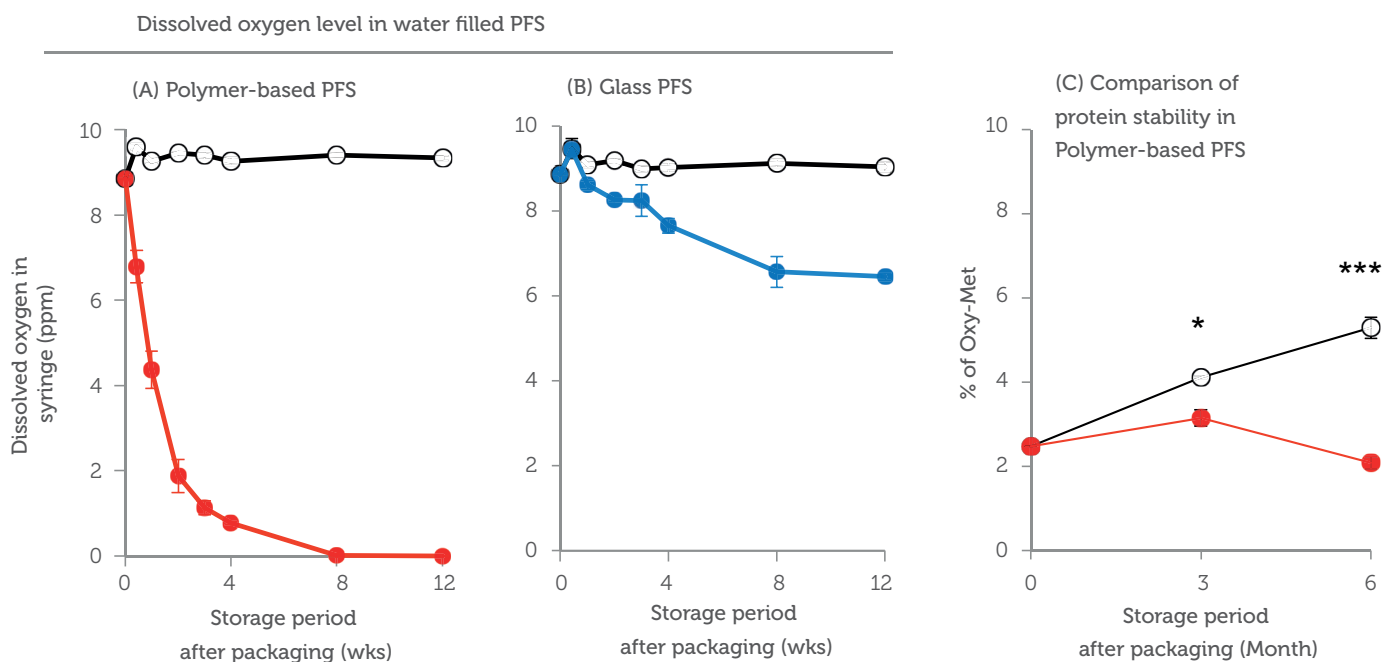 Dissolved oxygen level in water filled PFS
(A) Polymer-based PFS
10
8
6
4
2
0
Dissolved oxygen in
syringe (ppm)
0
4
8
12
Storage period
after packaging (wks)
(B) Glass PFS
10
8
6
4
2
0
0
4
8
12
Storage period
after packaging (wks)
(C) Comparison of
protein stability in
Polymer-based PFS
10
8
6
4
2
0
% of Oxy-Met
*
***
0
3
6
Storage period
after packaging (Month)